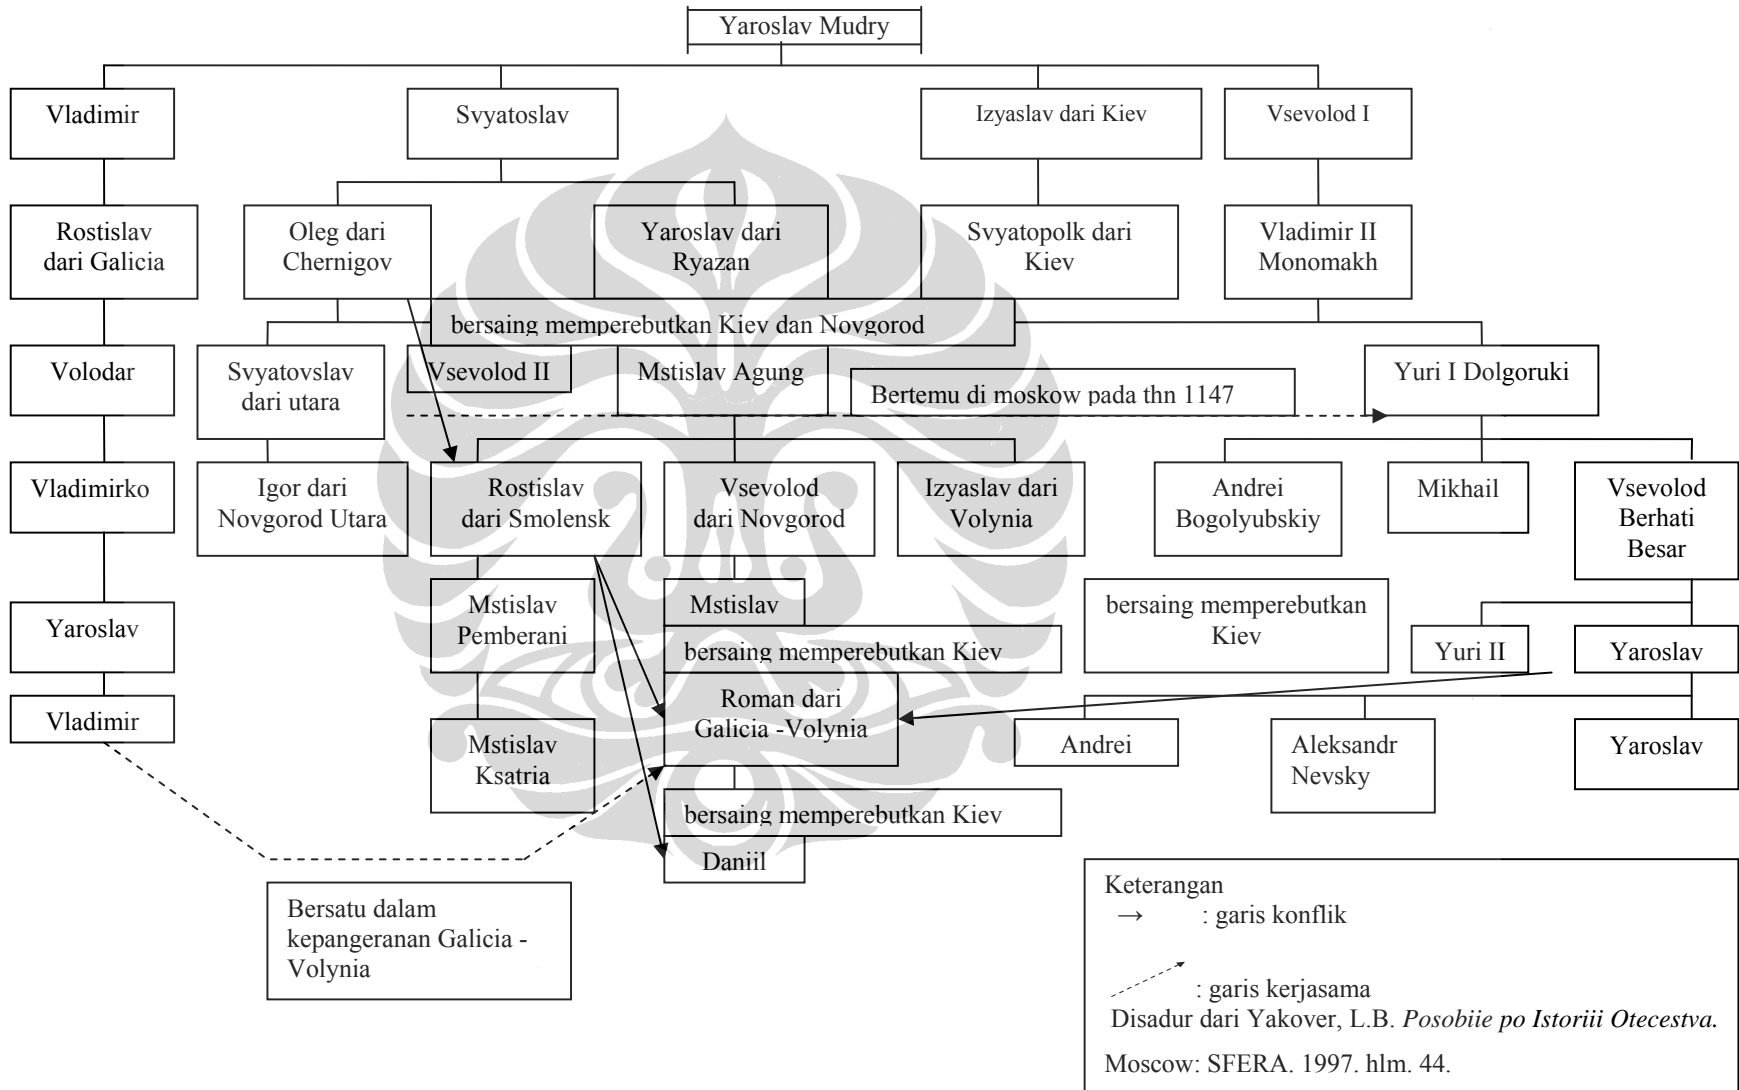 Yaroslav Mudry
Vladimir
Svyatoslav
Izyaslav dari Kiev
Vsevolod I
Rostislav
dari Galicia
Oleg dari
Chernigov
Yaroslav dari
Ryazan
Svyatopolk dari
Kiev
Vladimir II
Monomakh
bersaing memperebutkan Kiev dan Novgorod
Volodar
Svyatovslav
dari utara
Vsevolod II
Mstislav Agung
Bertemu di moskow pada thn 1147
Yuri I Dolgoruki
Vladimirko
Igor dari
Novgorod Utara
Rostislav
dari Smolensk
Vsevolod
dari Novgorod
Izyaslav dari
Volynia
Andrei
Bogolyubskiy
Mikhail
Vsevolod
Berhati
Besar
Yaroslav
Mstislav
Pemberani
Mstislav
bersaing memperebutkan Kiev
bersaing memperebutkan
Kiev
Yuri II
Yaroslav
Vladimir
Mstislav
Ksatria
Roman dari
Galicia -Volynia
Andrei
Aleksandr
Nevsky
Yaroslav
bersaing memperebutkan Kiev
Daniil
Bersatu dalam
kepangeranan Galicia -
Volynia
Keterangan
→ : garis konflik
: garis kerjasama
Disadur dari Yakover, L.B. Posobiie po Istoriii Otecestva.
Moscow: SFERA. 1997. hlm. 44.